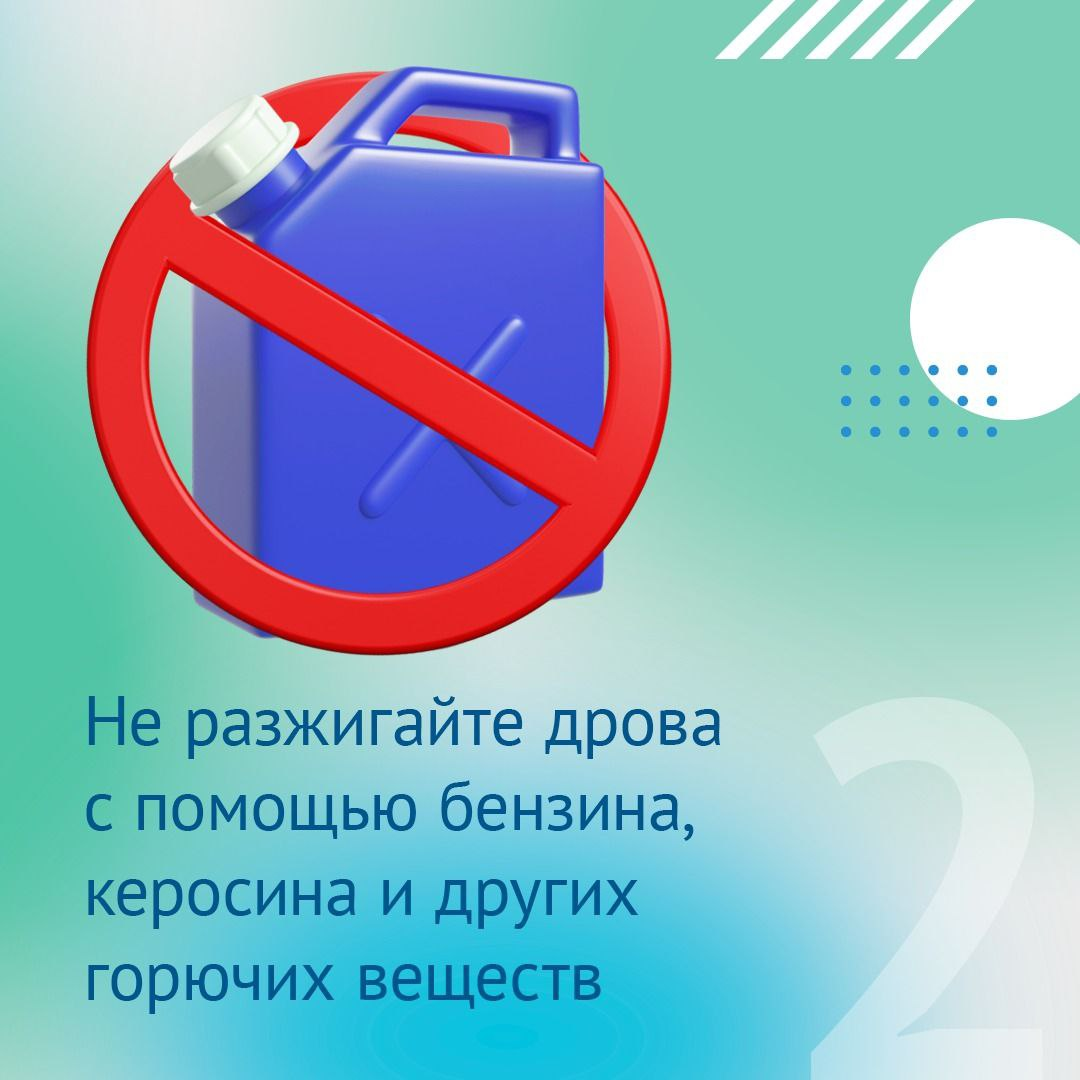 Не разжигайте дрова
с помощью бензина,
керосина и других
горючих веществ
2